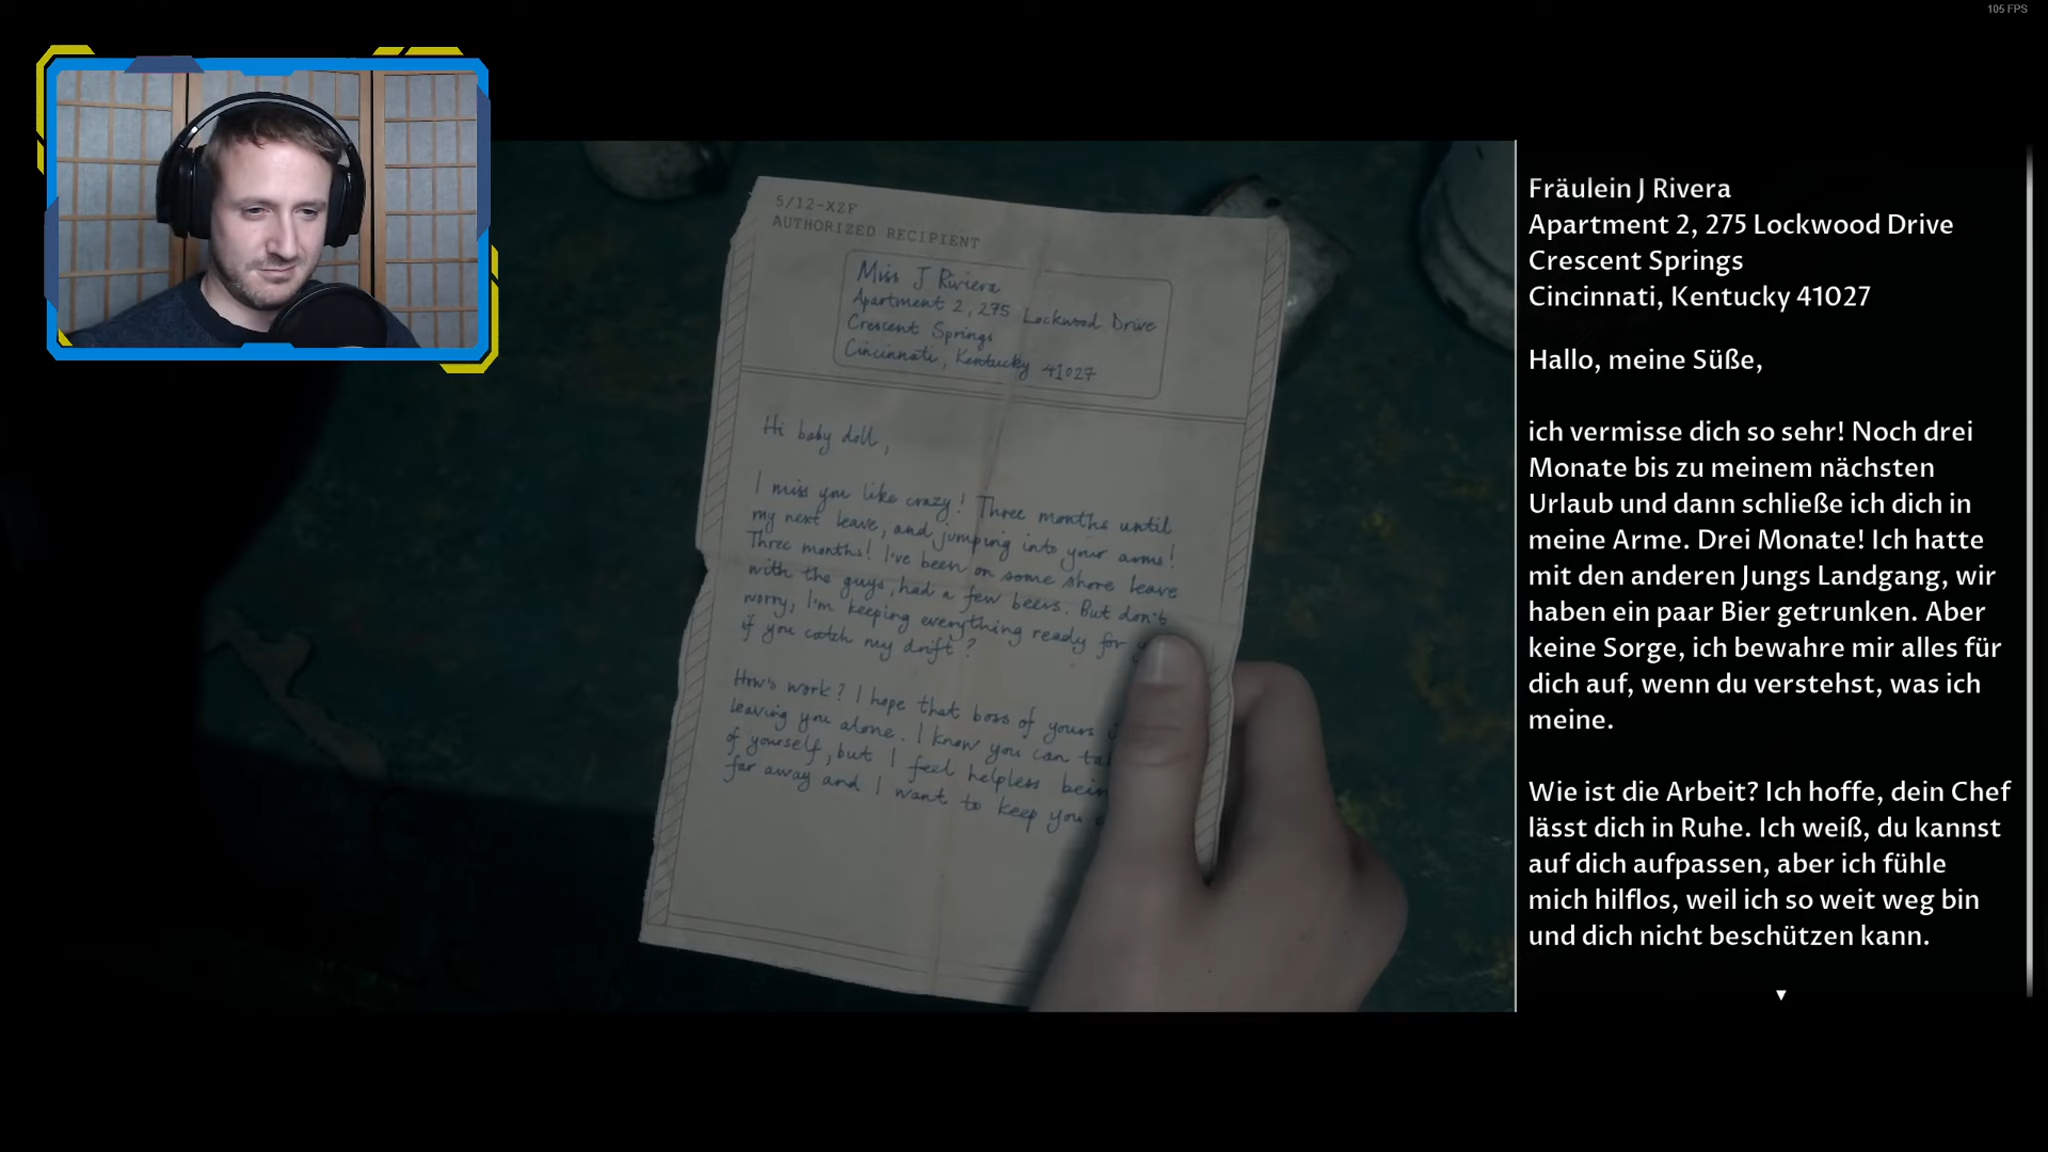 105 FPS
5/12-XZF
AUTHORIZED RECIPIENT
Miss J Riviera
Apartment 2, 275 Lockwood Drive
Crescent Springs
Cincinnati, Kentucky 41027
Hi baby doll,
I miss you like crazy! Three months until
my next leave, and jumping into your arms!
Three months! I've been on some shore leave
with the guys, had a few beers. But don't
worry, I'm keeping everything ready for
if you catch my drift?
How's work? I hope that boss of yours
leaving you alone. I know you can
of yourself, but I feel helpless
far away and I want to keep you
Fräulein J Rivera
Apartment 2, 275 Lockwood Drive
Crescent Springs
Cincinnati, Kentucky 41027
Hallo, meine Süße,
ich vermisse dich so sehr! Noch drei
Monate bis zu meinem nächsten
Urlaub und dann schließe ich dich in
meine Arme. Drei Monate! Ich hatte
mit den anderen Jungs Landgang, wir
haben ein paar Bier getrunken. Aber
keine Sorge, ich bewahre mir alles für
dich auf, wenn du verstehst, was ich
meine.
Wie ist die Arbeit? Ich hoffe, dein Chef
lässt dich in Ruhe. Ich weiß, du kannst
auf dich aufpassen, aber ich fühle
mich hilflos, weil ich so weit weg bin
und dich nicht beschützen kann.